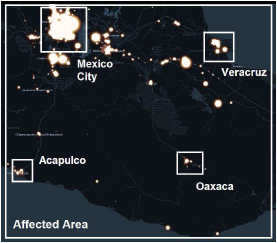 Mexico
City
Veracruz
Acapulco
Oaxaca
Affected Area